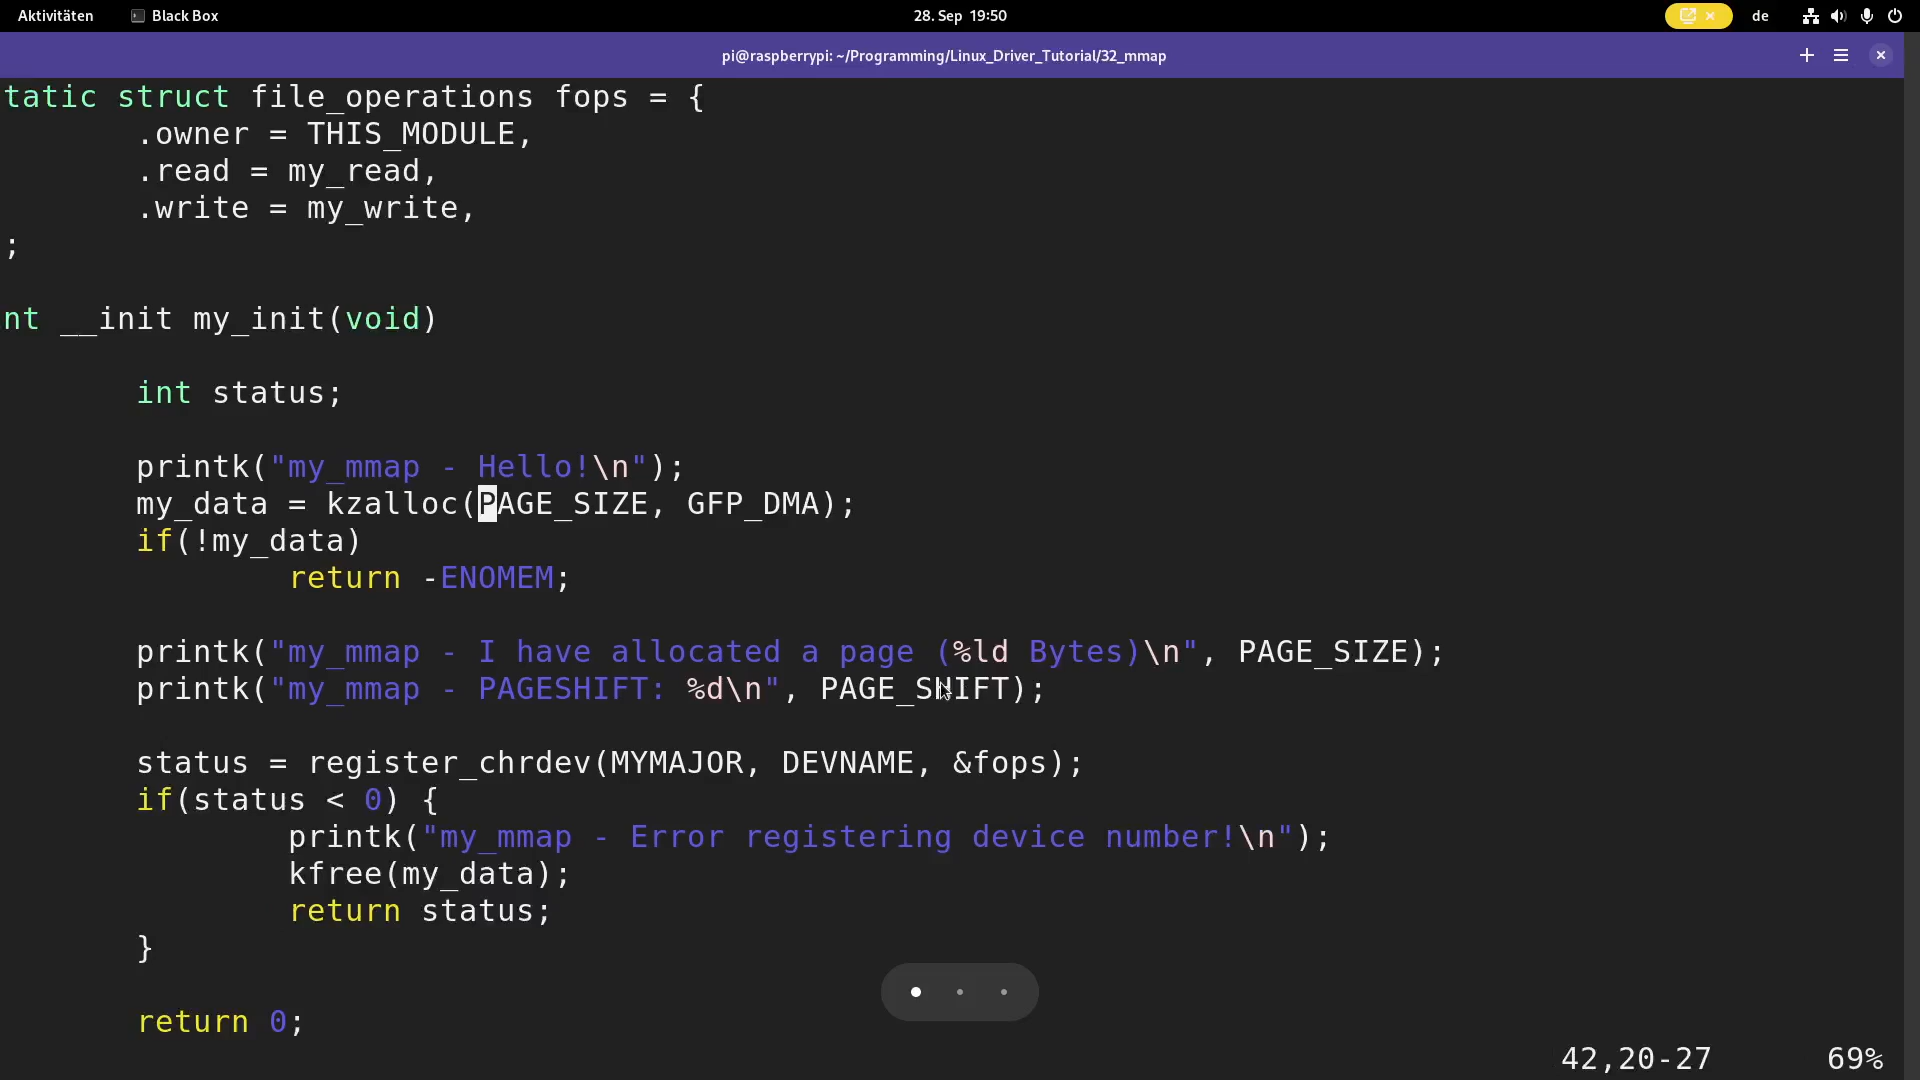 Aktivitäten Black Box 28. Sep 19:50 de
pi@raspberrypi: ~/Programming/Linux_Driver_Tutorial/32_mmap
tatic struct file_operations fops = {
.owner = THIS_MODULE,
.read = my_read,
.write = my_write,
;
nt __init my_init(void)
int status;
printk("my_mmap - Hello!\n");
my_data = kzalloc(PAGE_SIZE, GFP_DMA);
if(!my_data)
return -ENOMEM;
printk("my_mmap - I have allocated a page (%ld Bytes)\n", PAGE_SIZE);
printk("my_mmap - PAGESHIFT: %d\n", PAGE_SHIFT);
status = register_chrdev(MYMAJOR, DEVNAME, &fops);
if(status < 0) {
printk("my_mmap - Error registering device number!\n");
kfree(my_data);
return status;
}
return 0;
42,20-27 69%